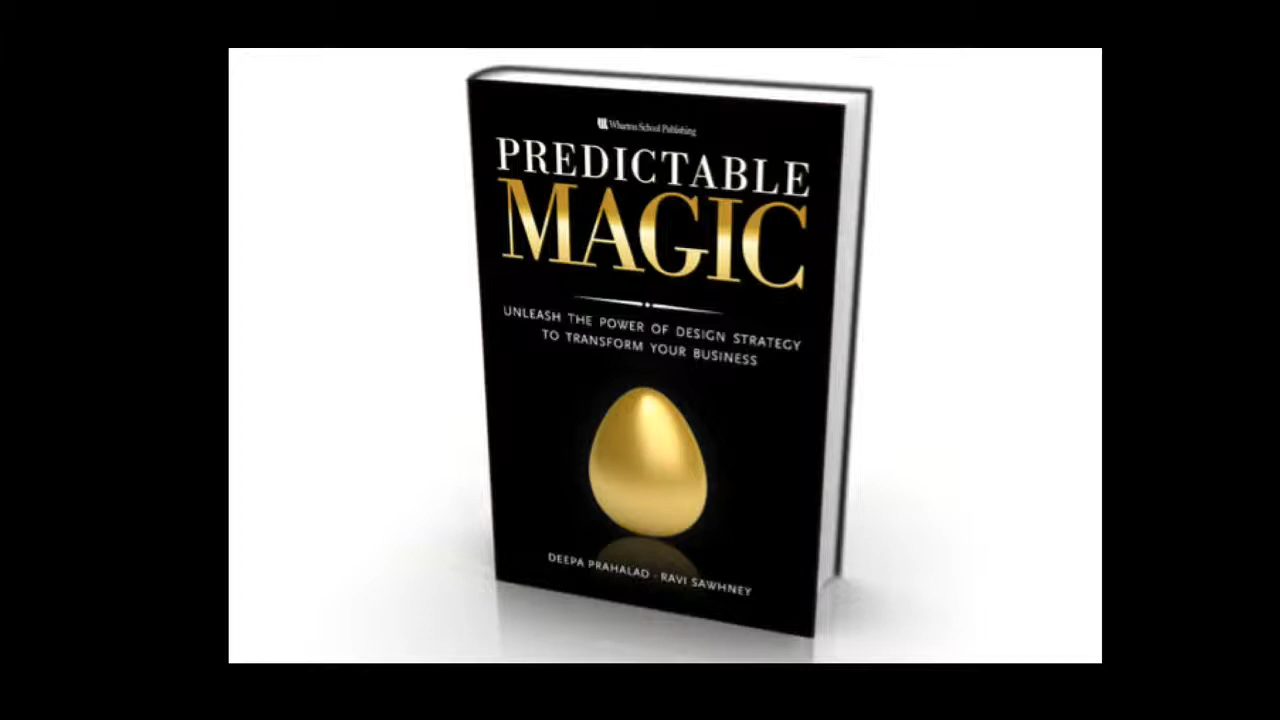 Wharton School Publishing
PREDICTABLE
MAGIC
UNLEASH THE POWER OF DESIGN STRATEGY
TO TRANSFORM YOUR BUSINESS
DEEPA PRAHALAD · RAVI SAWHNEY